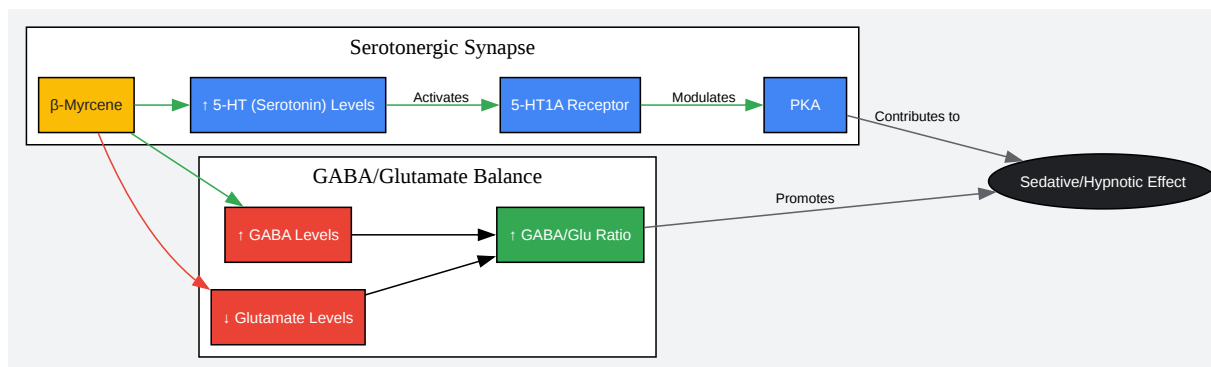 Serotonergic Synapse
β-Myrcene
↑ 5-HT (Serotonin) Levels
Activates
5-HT1A Receptor
Modulates
PKA
Contributes to
GABA/Glutamate Balance
Sedative/Hypnotic Effect
Promotes
↑ GABA Levels
↑ GABA/Glu Ratio
↓ Glutamate Levels